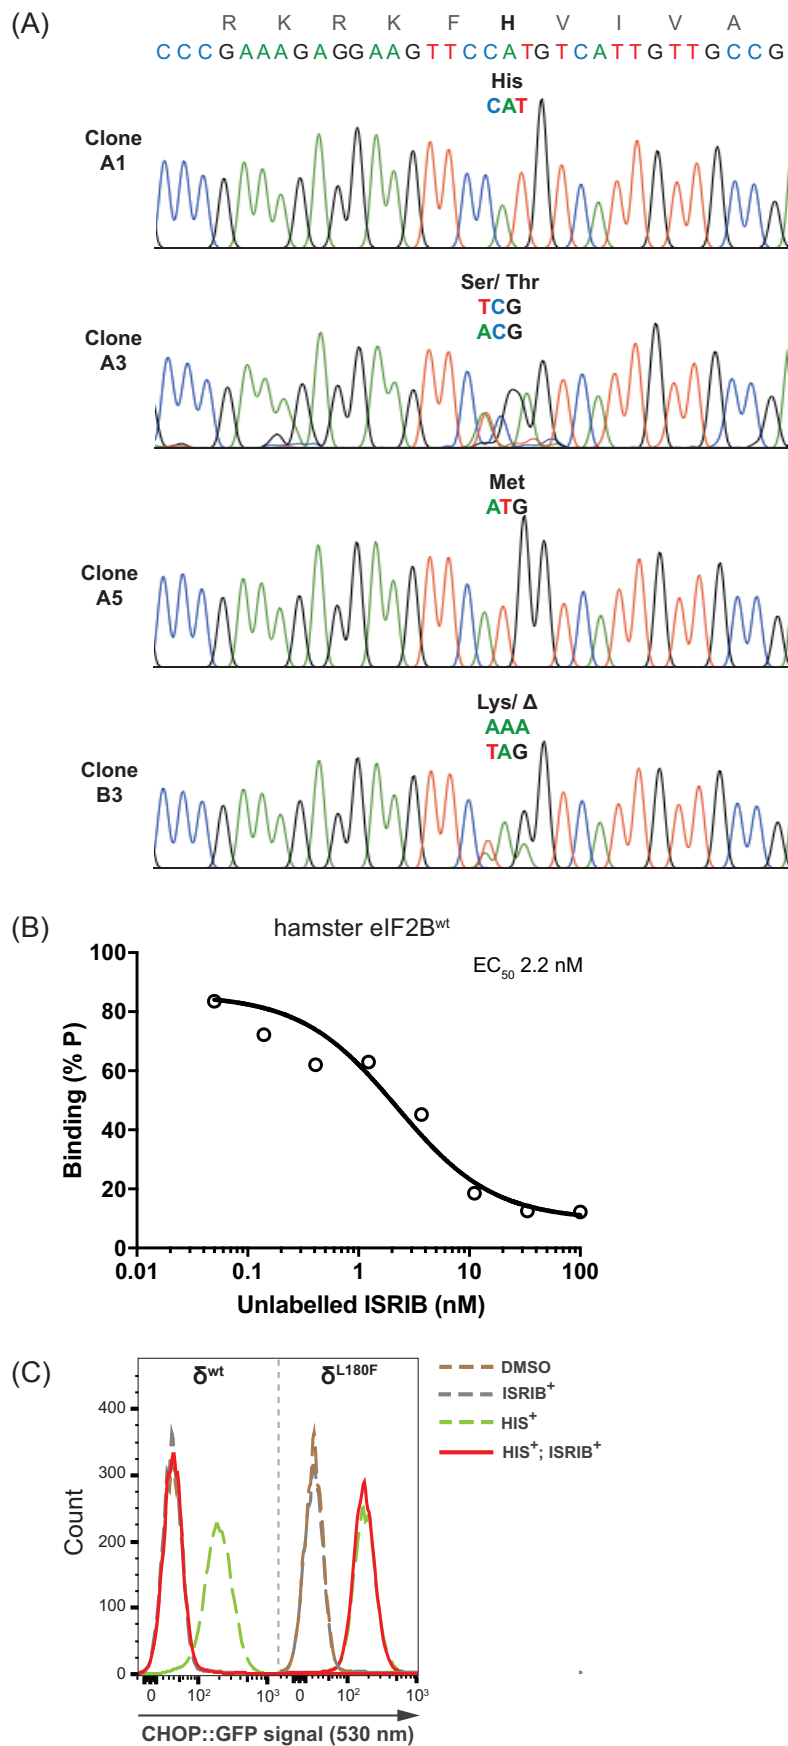 (A)
R K R K F H V I V A
CCCGAAAGAGGAAGTTCCATGTCATTGTTGCCG
His
CAT
Clone
A1
Ser/ Thr
TCG
ACG
Clone
A3
Met
ATG
Clone
A5
Lys/ Δ
AAA
TAG
Clone
B3
(B)
hamster eIF2Bwt
EC50 2.2 nM
100
80
60
40
20
0
Binding (% P)
0.01 0.1 1 10 100
Unlabelled ISRIB (nM)
(C)
δwt δL180F
DMSO
ISRIB+
HIS+
HIS+; ISRIB+
400
300
200
100
0
Count
0 10² 10³ 0 10² 10³
CHOP::GFP signal (530 nm)